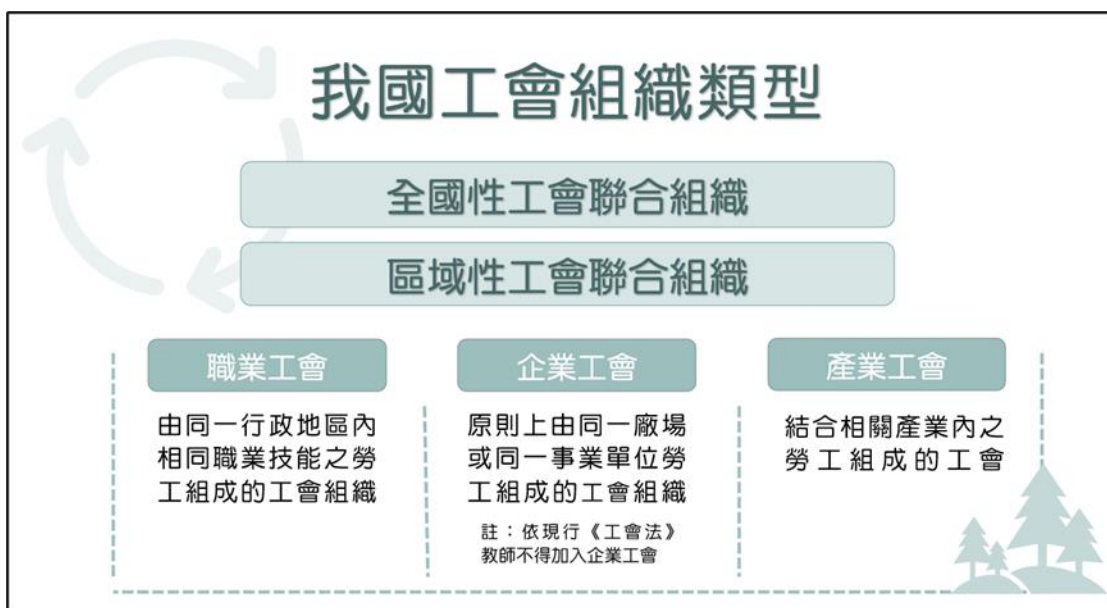 我國工會組織類型
全國性工會聯合組織
區域性工會聯合組織
職業工會
由同一行政地區內
相同職業技能之勞
工組成的工會組織
企業工會
原則上由同一廠場
或同一事業單位勞
工組成的工會組織
註：依現行《工會法》
教師不得加入企業工會
產業工會
結合相關產業內之
勞工組成的工會